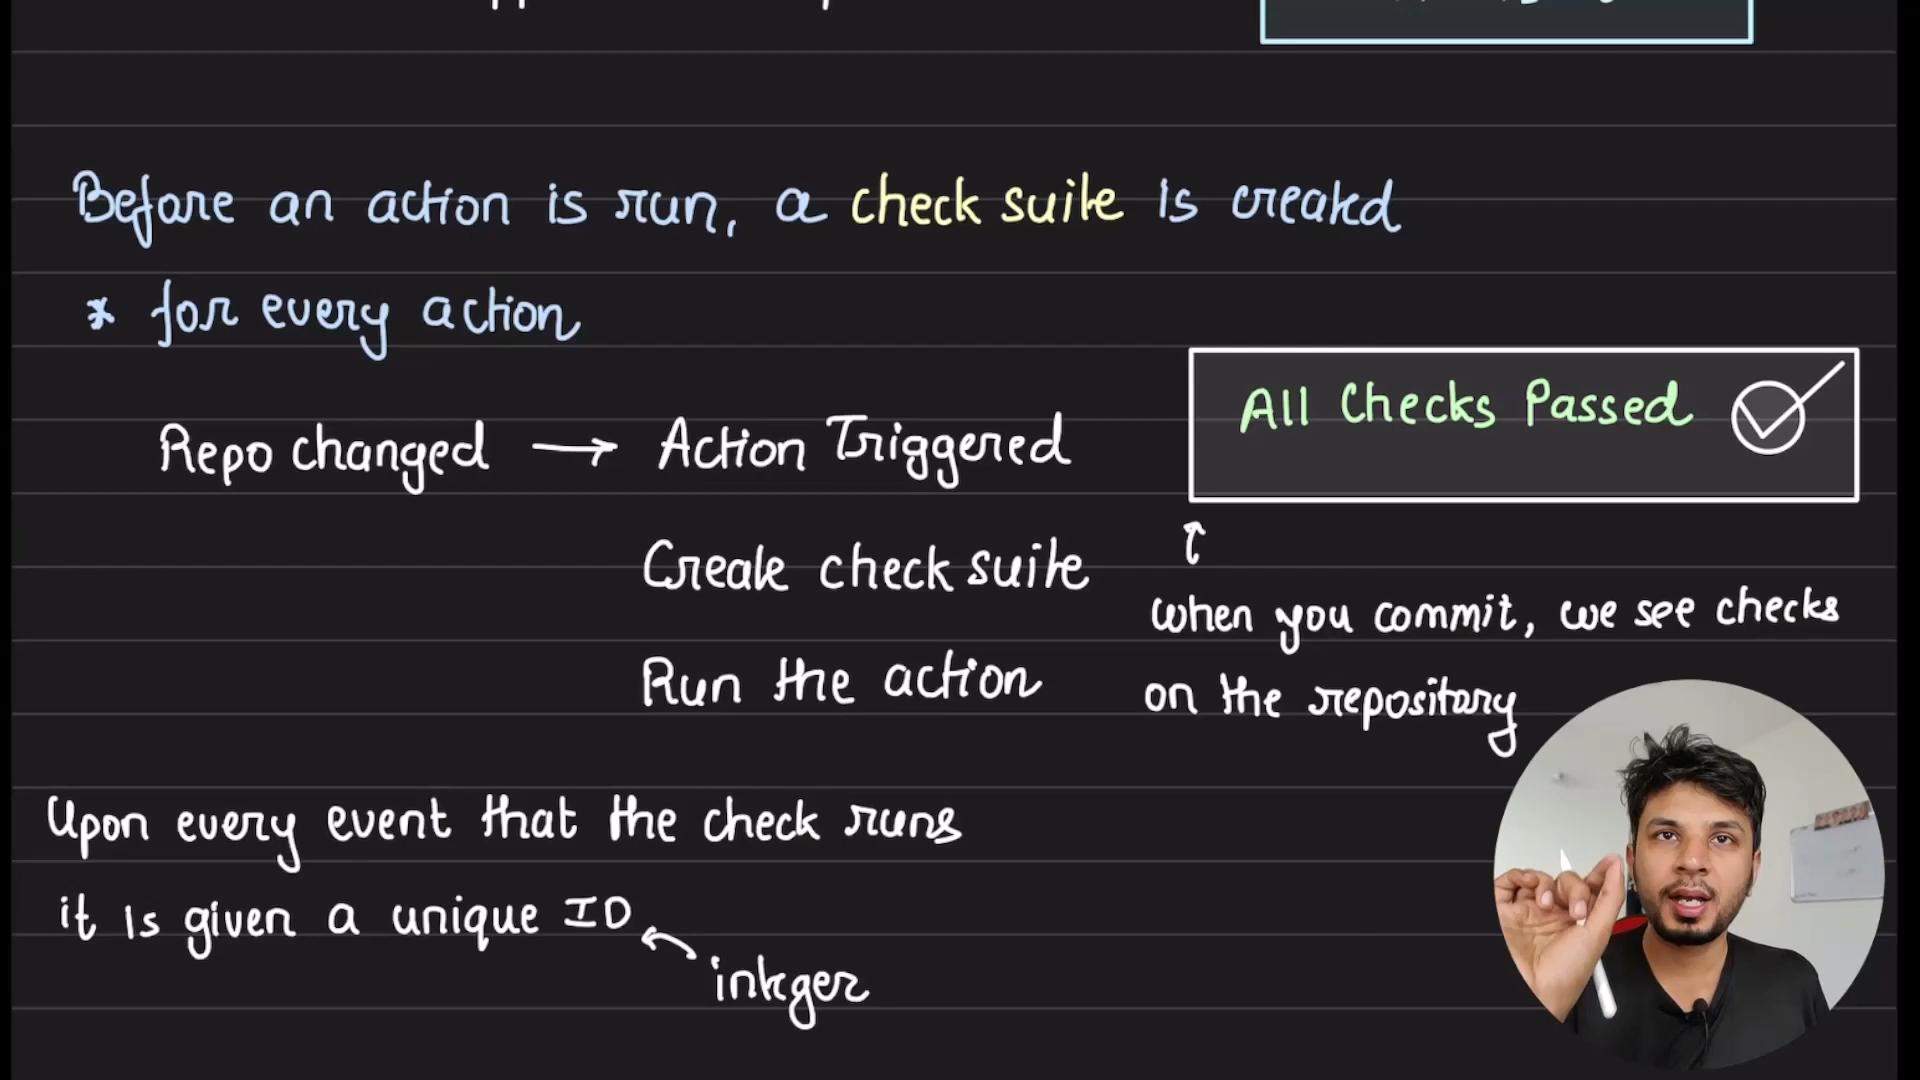 Before an action is run, a check suite is created
* for every action
Repo changed → Action Triggered
Create check suite
Run the action
All Checks Passed
↑
When you commit, we see checks
on the repository
Upon every event that the check runs
it is given a unique ID
integer